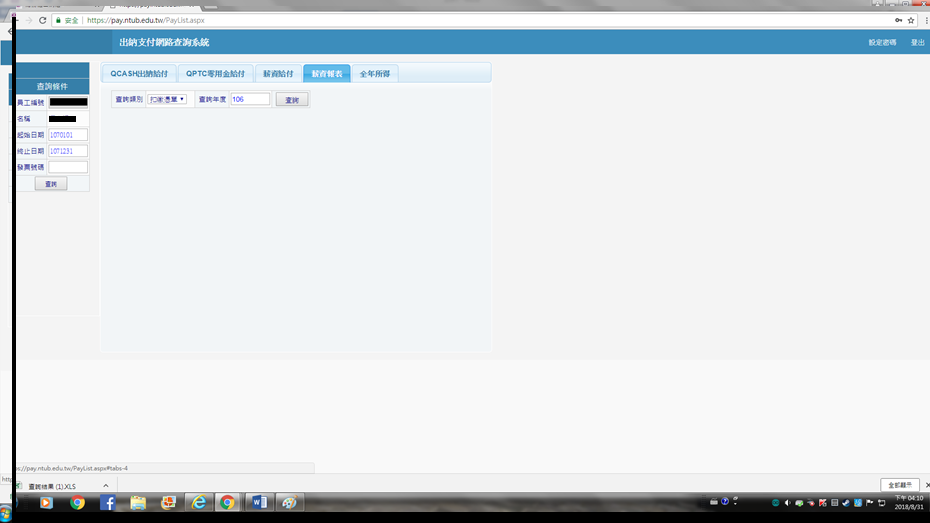 安全 | https://pay.ntub.edu.tw/PayList.aspx
出納支付網路查詢系統
設定密碼 登出
QCASH出納給付 QPTC零用金給付 薪資給付 薪資報表 全年所得
查詢條件
查詢類別 扣繳憑單 查詢年度 106 查詢
員工編號
名稱
起始日期 1070101
終止日期 1071231
發票號碼
查詢
ps://pay.ntub.edu.tw/PayList.aspx#tabs-4
查詢結果 (1).XLS
全部顯示
下午 04:10
2018/8/31